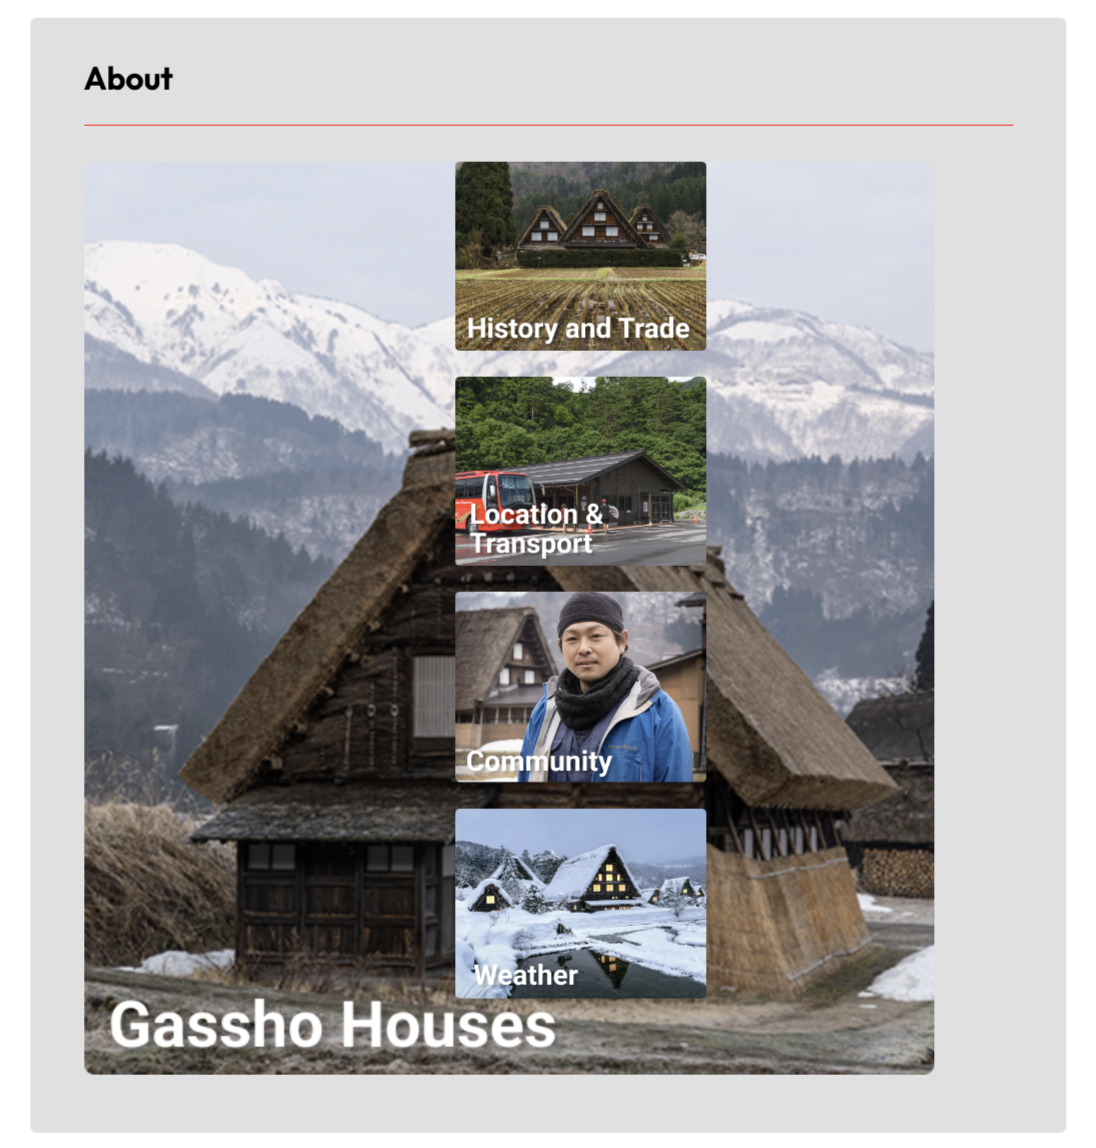 About
History and Trade
Location &
Transport
Community
Weather
Gassho Houses